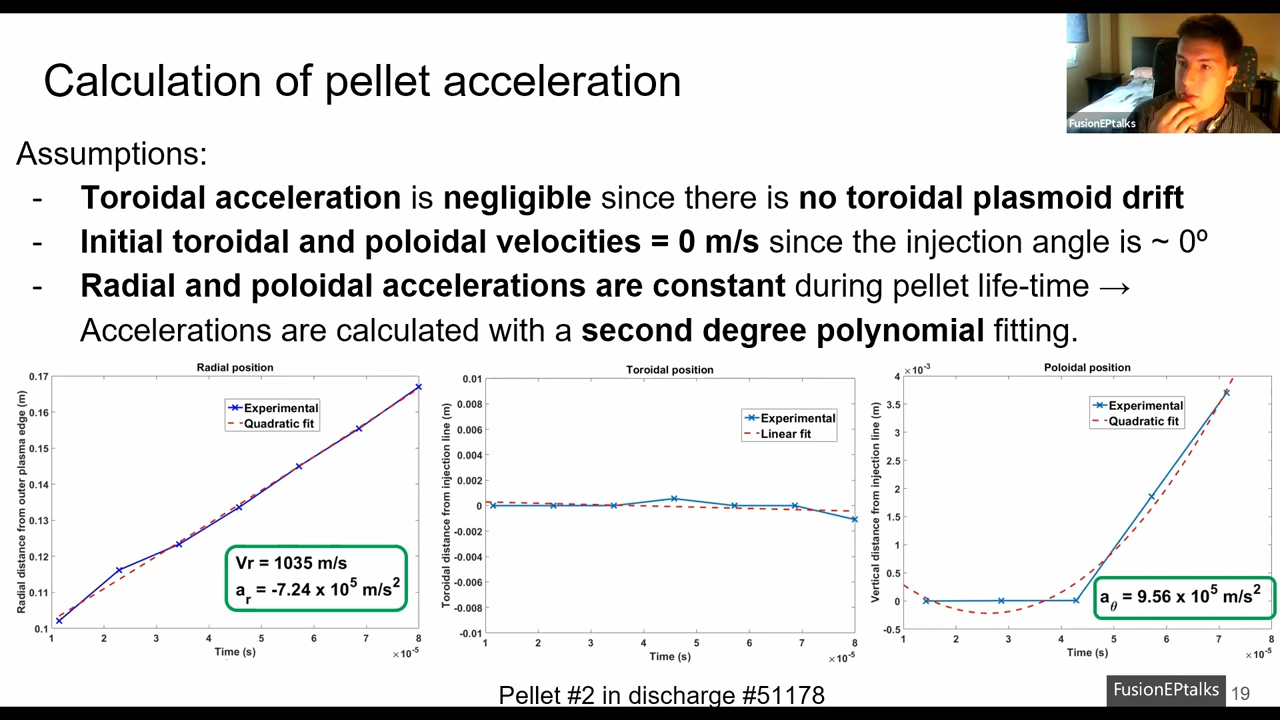 Calculation of pellet acceleration
FusionEPtalks
Assumptions:
- Toroidal acceleration is negligible since there is no toroidal plasmoid drift
- Initial toroidal and poloidal velocities = 0 m/s since the injection angle is ~ 0º
- Radial and poloidal accelerations are constant during pellet life-time →
Accelerations are calculated with a second degree polynomial fitting.
Radial position
Radial distance from outer plasma edge (m)
0.17
0.16
0.15
0.14
0.13
0.12
0.11
0.1
Experimental
Quadratic fit
Vr = 1035 m/s
a_r = -7.24 x 10^5 m/s^2
1 2 3 4 5 6 7 8
Time (s)
×10^-5
Toroidal position
Toroidal distance from injection line (m)
0.01
0.008
0.006
0.004
0.002
0
-0.002
-0.004
-0.006
-0.008
-0.01
Experimental
Linear fit
1 2 3 4 5 6 7 8
Time (s)
×10^-5
Poloidal position
×10^-3
Vertical distance from injection line (m)
4
3.5
3
2.5
2
1.5
1
0.5
0
-0.5
Experimental
Quadratic fit
a_θ = 9.56 x 10^5 m/s^2
1 2 3 4 5 6 7 8
Time (s)
×10^-5
Pellet #2 in discharge #51178
FusionEPtalks
19